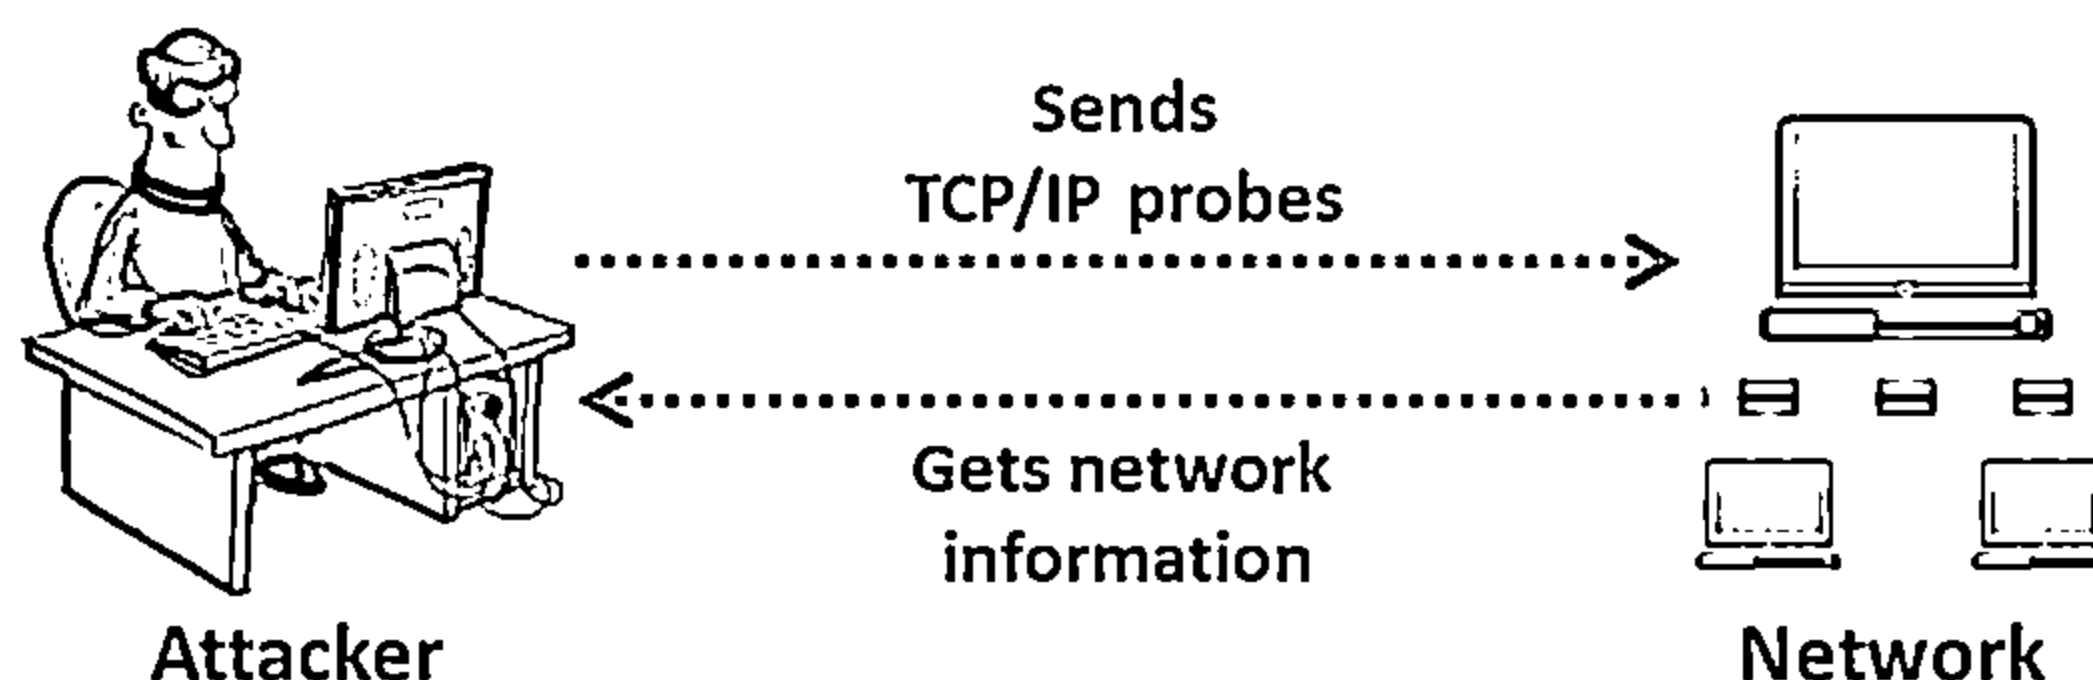 Sends
TCP/IP probes
Gets network
information
Attacker
Network